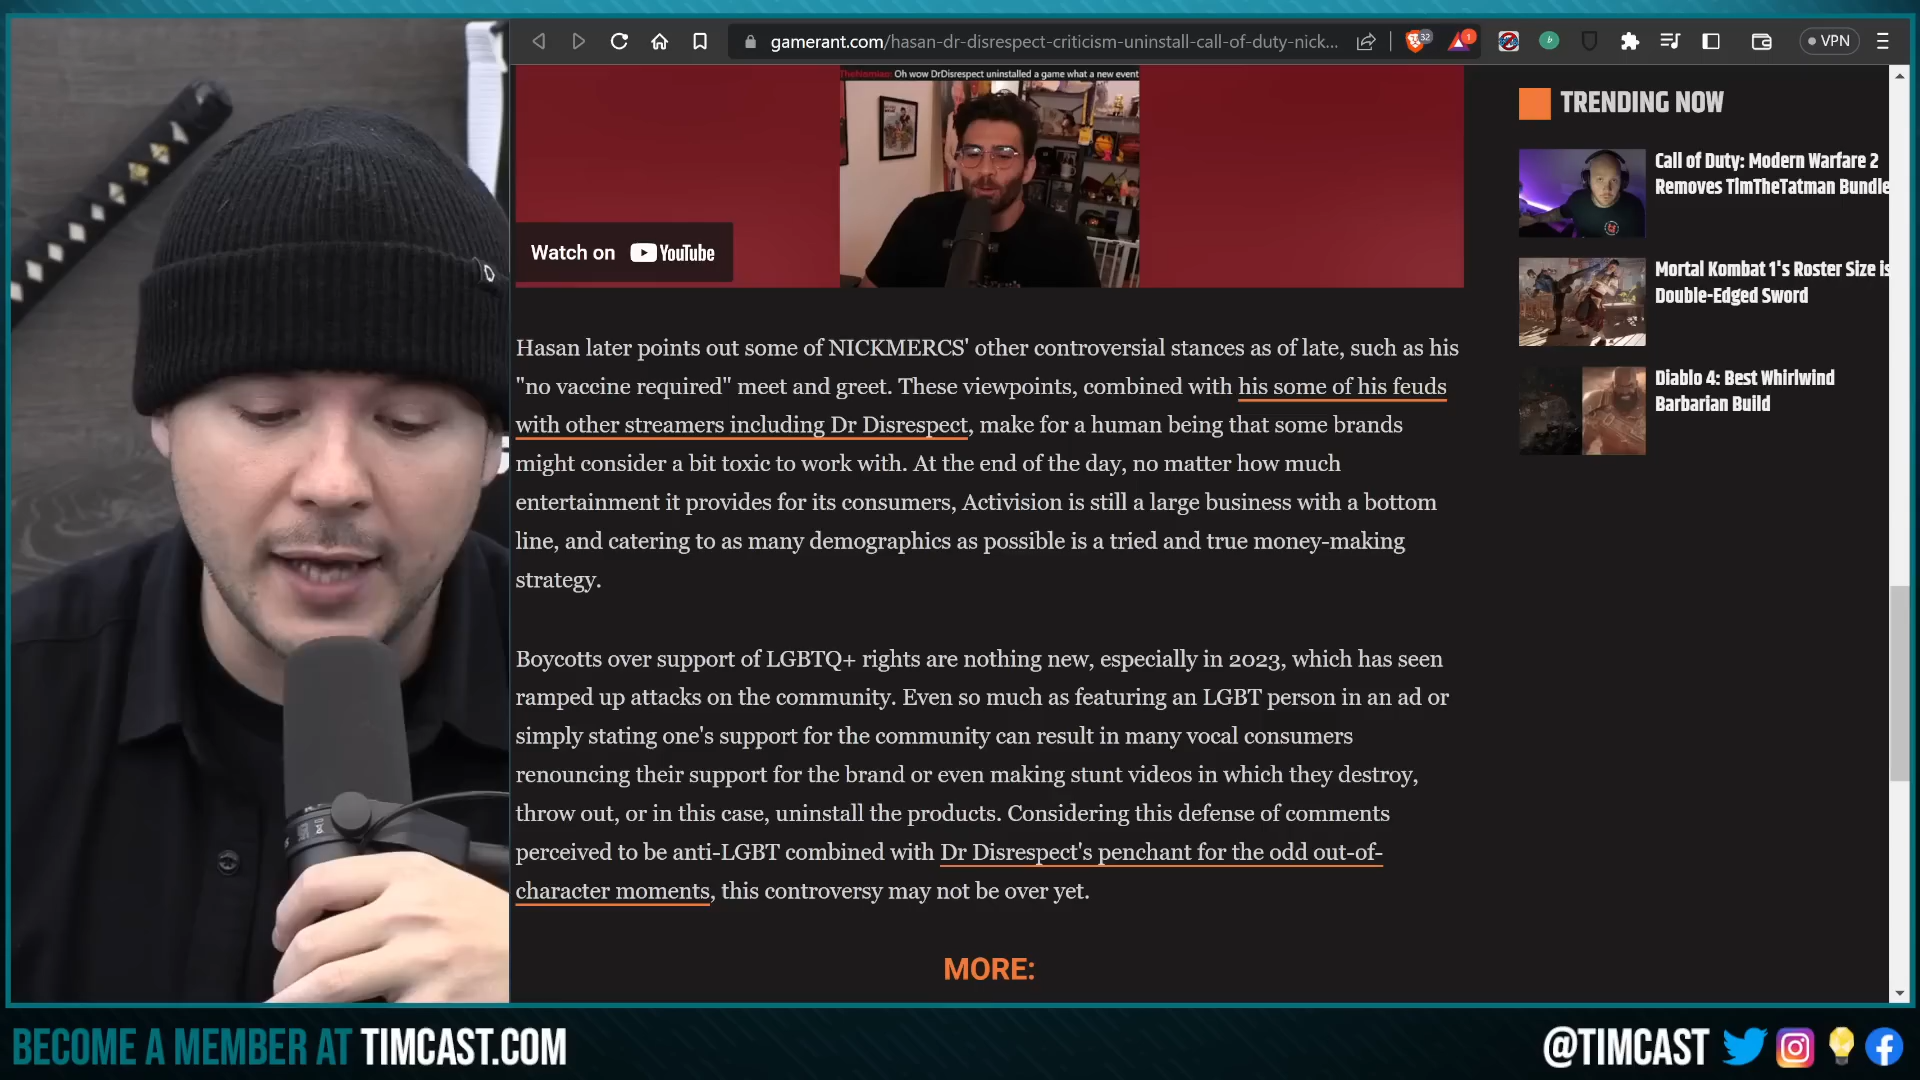 gamerant.com/hasan-dr-disrespect-criticism-uninstall-call-of-duty-nick...
32
1
VPN
TheNamiao: Oh wow DrDisrespect uninstalled a game what a new event
Watch on YouTube
TRENDING NOW
Call of Duty: Modern Warfare 2
Removes TimTheTatman Bundle
Mortal Kombat 1's Roster Size is
Double-Edged Sword
Diablo 4: Best Whirlwind
Barbarian Build
Hasan later points out some of NICKMERCS' other controversial stances as of late, such as his
"no vaccine required" meet and greet. These viewpoints, combined with his some of his feuds
with other streamers including Dr Disrespect, make for a human being that some brands
might consider a bit toxic to work with. At the end of the day, no matter how much
entertainment it provides for its consumers, Activision is still a large business with a bottom
line, and catering to as many demographics as possible is a tried and true money-making
strategy.
Boycotts over support of LGBTQ+ rights are nothing new, especially in 2023, which has seen
ramped up attacks on the community. Even so much as featuring an LGBT person in an ad or
simply stating one's support for the community can result in many vocal consumers
renouncing their support for the brand or even making stunt videos in which they destroy,
throw out, or in this case, uninstall the products. Considering this defense of comments
perceived to be anti-LGBT combined with Dr Disrespect's penchant for the odd out-of-
character moments, this controversy may not be over yet.
MORE:
BECOME A MEMBER AT TIMCAST.COM
@TIMCAST